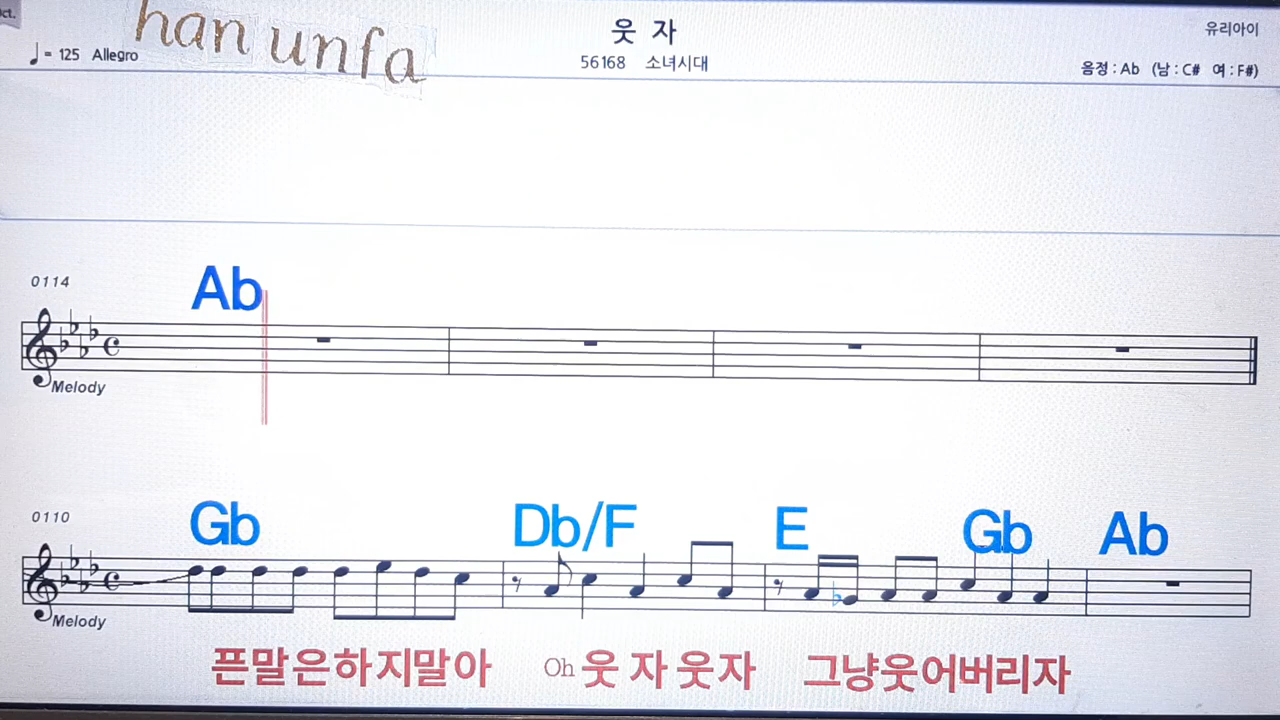 ct.
han unfa
웃 자
유리아이
♩= 125 Allegro
56168 소녀시대
음정 : Ab (남 : C# 여 : F#)
0114
Ab
Melody
0110
Gb Db/F E Gb Ab
Melody
픈말은하지말아 Oh 웃 자 웃자 그냥웃어버리자